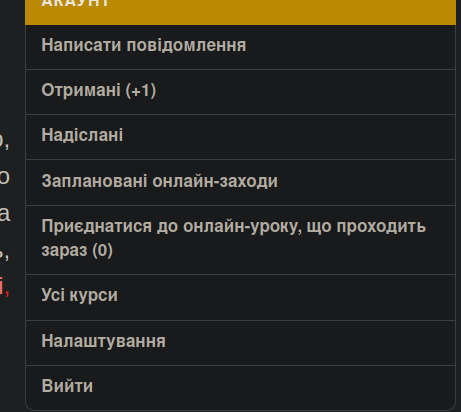 АКАУНТ
Написати повідомлення
Отримані (+1)
Надіслані
Заплановані онлайн-заходи
Приєднатися до онлайн-уроку, що проходить
зараз (0)
Усі курси
Налаштування
Вийти